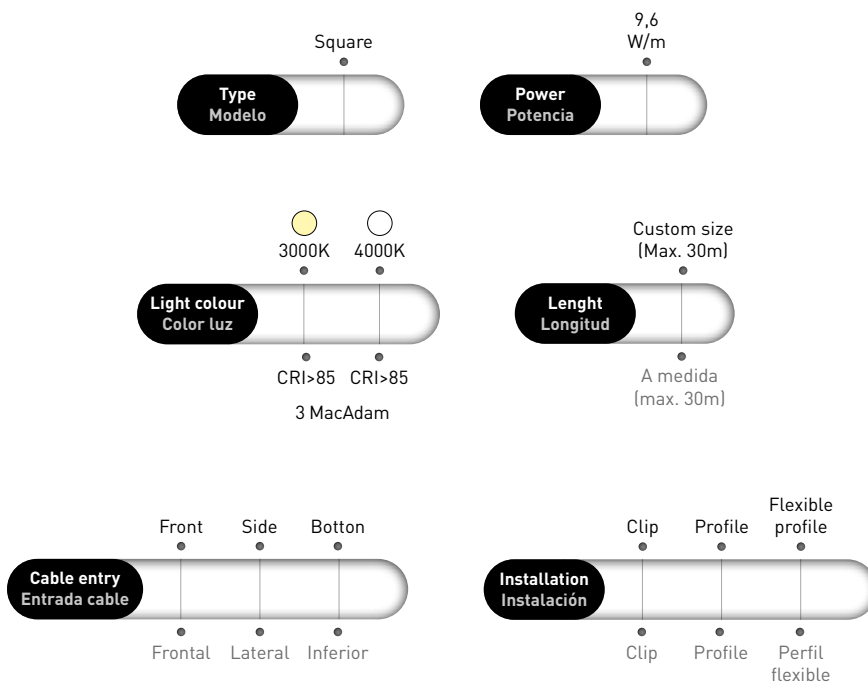 Square
Type
Modelo
9,6
W/m
Power
Potencia
3000K 4000K
Light colour
Color luz
CRI>85 CRI>85
3 MacAdam
Custom size
(Max. 30m)
Lenght
Longitud
A medida
(max. 30m)
Front Side Botton
Cable entry
Entrada cable
Frontal Lateral Inferior
Clip Profile Flexible
profile
Installation
Instalación
Clip Profile Perfil
flexible